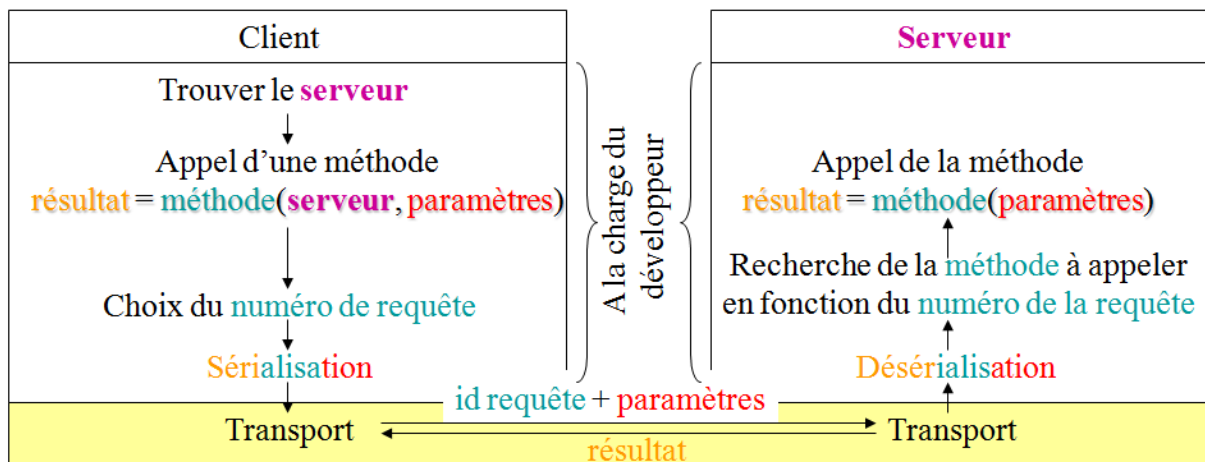 Client
Trouver le serveur
Appel d’une méthode
résultat = méthode(serveur, paramètres)
Choix du numéro de requête
Sérialisation
Transport
A la charge du
développeur
id requête + paramètres
résultat
Serveur
Appel de la méthode
résultat = méthode(paramètres)
Recherche de la méthode à appeler
en fonction du numéro de la requête
Désérialisation
Transport